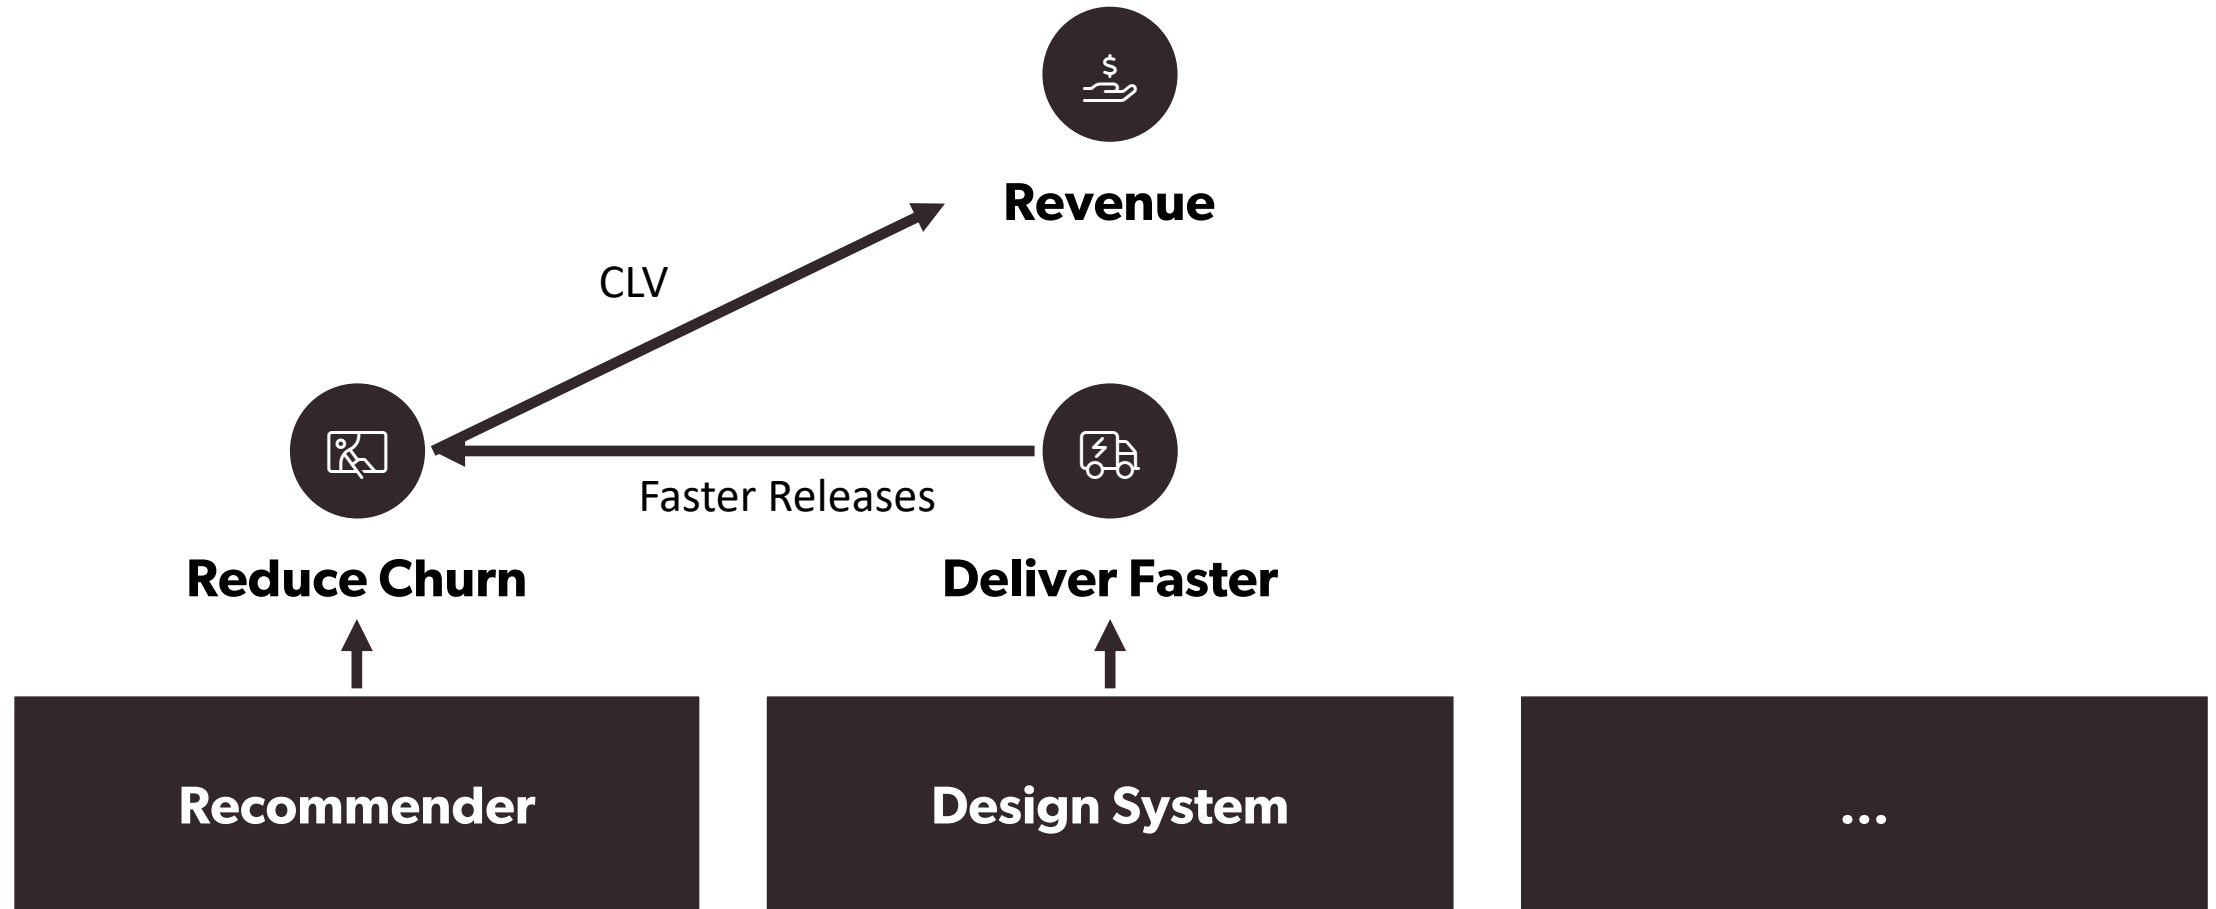 $
Revenue
CLV
Faster Releases
Reduce Churn
Deliver Faster
Recommender
Design System
...